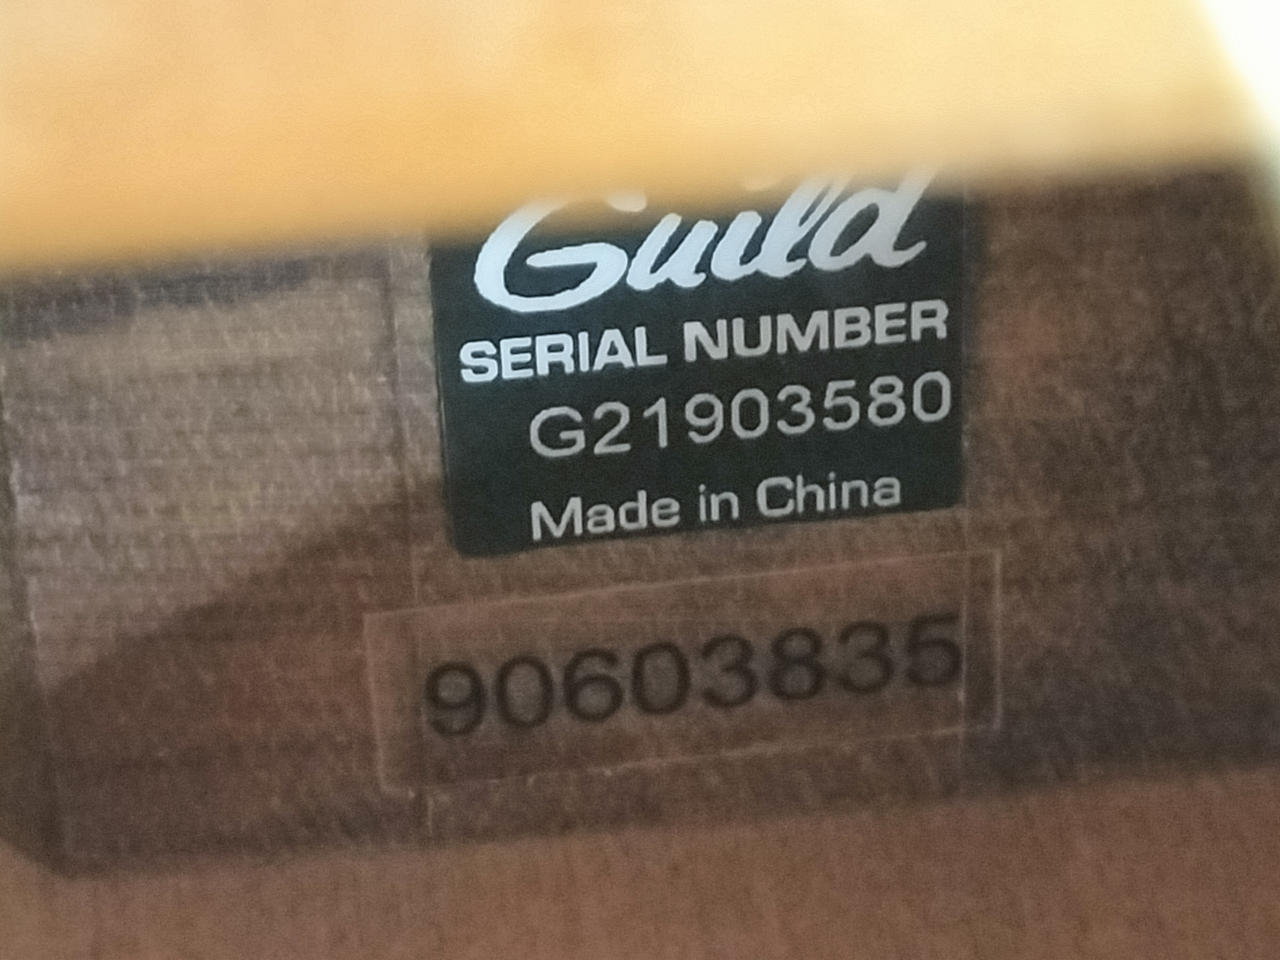 Guild
SERIAL NUMBER
G21903580
Made in China
90603835